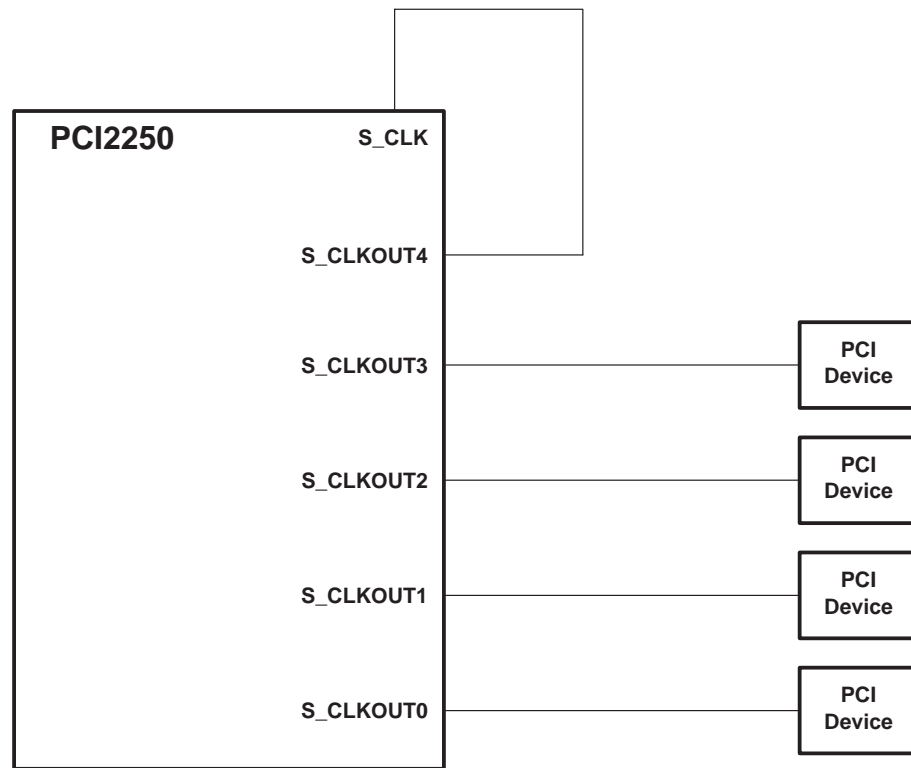 PCI2250
S_CLK
S_CLKOUT4
S_CLKOUT3
PCI
Device
S_CLKOUT2
PCI
Device
S_CLKOUT1
PCI
Device
S_CLKOUT0
PCI
Device